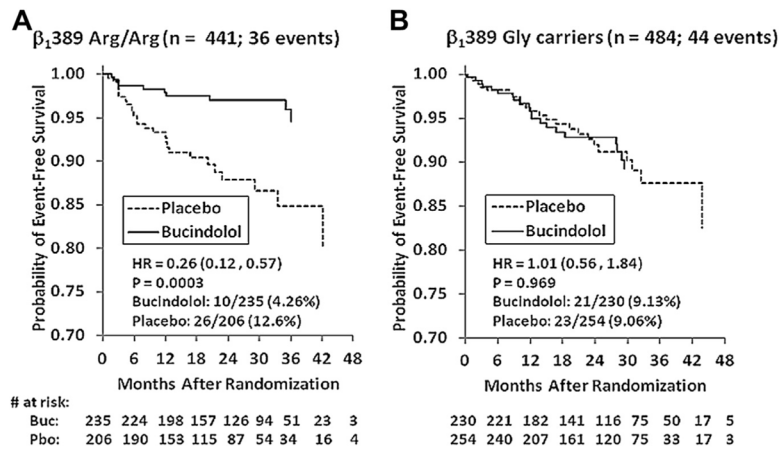 A
β₁389 Arg/Arg (n = 441; 36 events)
Probability of Event-Free Survival
1.00
0.95
0.90
0.85
0.80
0.75
0.70
Placebo
Bucindolol
HR = 0.26 (0.12, 0.57)
P = 0.0003
Bucindolol: 10/235 (4.26%)
Placebo: 26/206 (12.6%)
0 6 12 18 24 30 36 42 48
Months After Randomization
# at risk:
Buc: 235 224 198 157 126 94 51 23 3
Pbo: 206 190 153 115 87 54 34 16 4
B
β₁389 Gly carriers (n = 484; 44 events)
Probability of Event-Free Survival
1.00
0.95
0.90
0.85
0.80
0.75
0.70
Placebo
Bucindolol
HR = 1.01 (0.56, 1.84)
P = 0.969
Bucindolol: 21/230 (9.13%)
Placebo: 23/254 (9.06%)
0 6 12 18 24 30 36 42 48
Months After Randomization
230 221 182 141 116 75 50 17 5
254 240 207 161 120 75 33 17 3